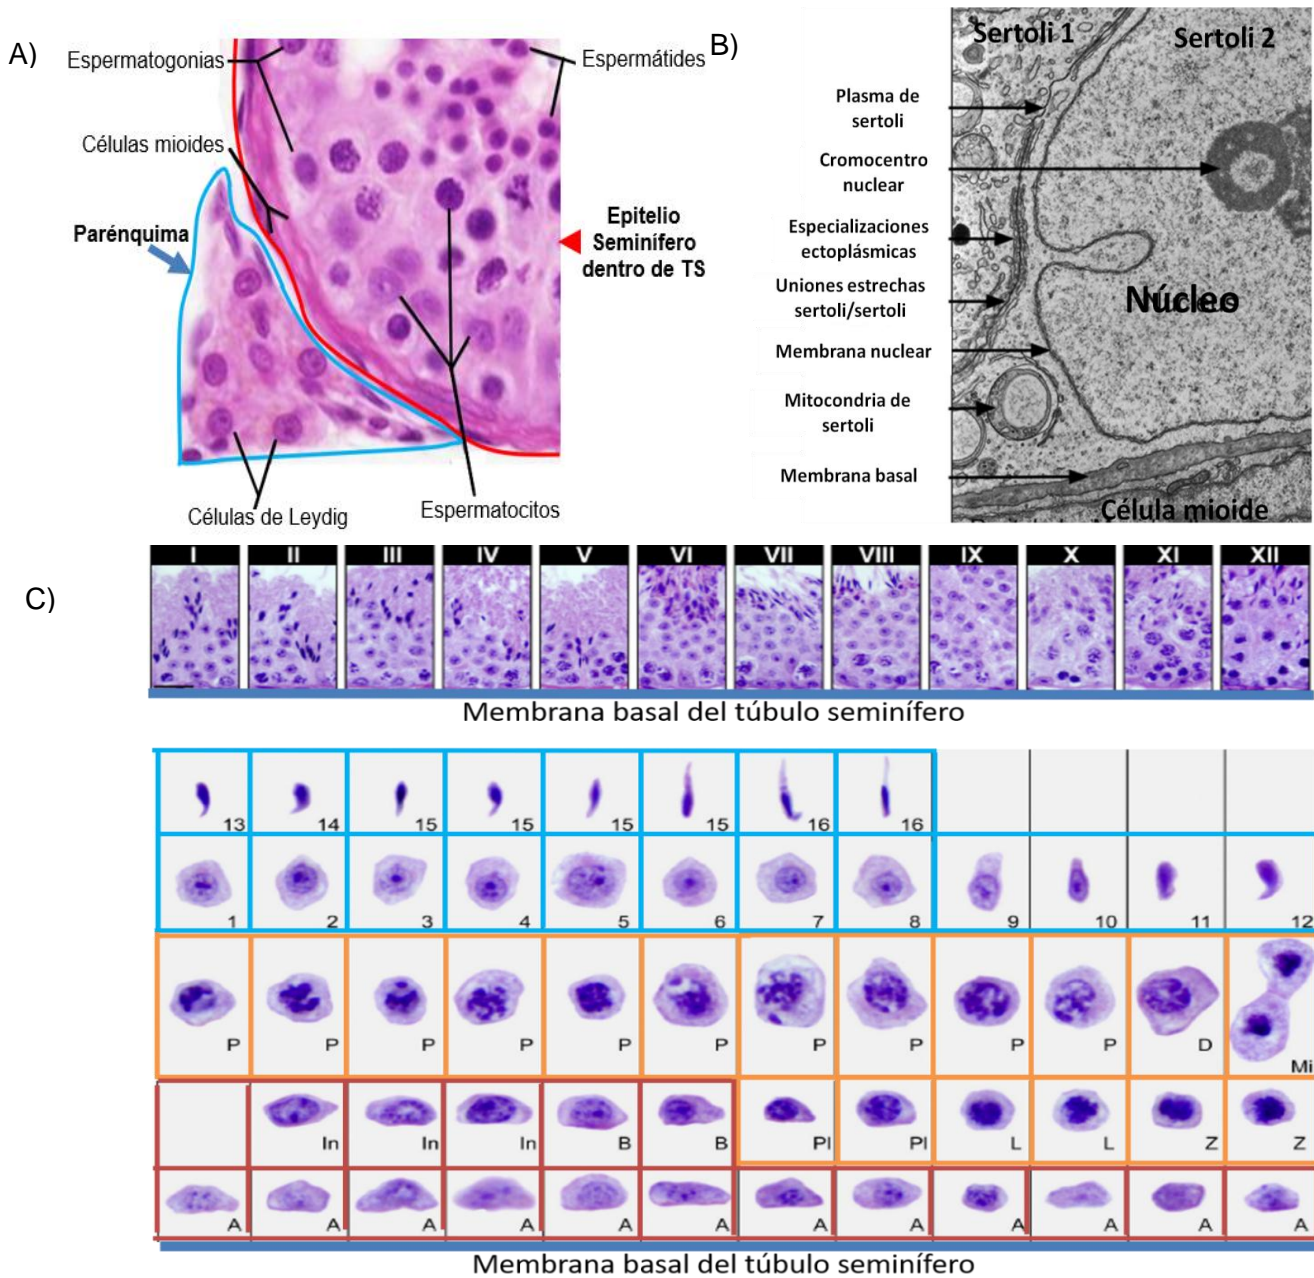 A)
Espermatogonias
Espermátides
Células mioides
Parénquima
Epitelio
Seminífero
dentro de TS
Células de Leydig
Espermatocitos
B)
Sertoli 1
Sertoli 2
Plasma de
sertoli
Cromocentro
nuclear
Especializaciones
ectoplásmicas
Uniones estrechas
sertoli/sertoli
Núcleo
Membrana nuclear
Mitocondria de
sertoli
Membrana basal
Célula mioide
C)
I II III IV V VI VII VIII IX X XI XII
Membrana basal del túbulo seminífero
13 14 15 15 15 15 16 16
1 2 3 4 5 6 7 8 9 10 11 12
P P P P P P P P P P D Mi
In In In B B Pl Pl L L Z Z
A A A A A A A A A A A A
Membrana basal del túbulo seminífero